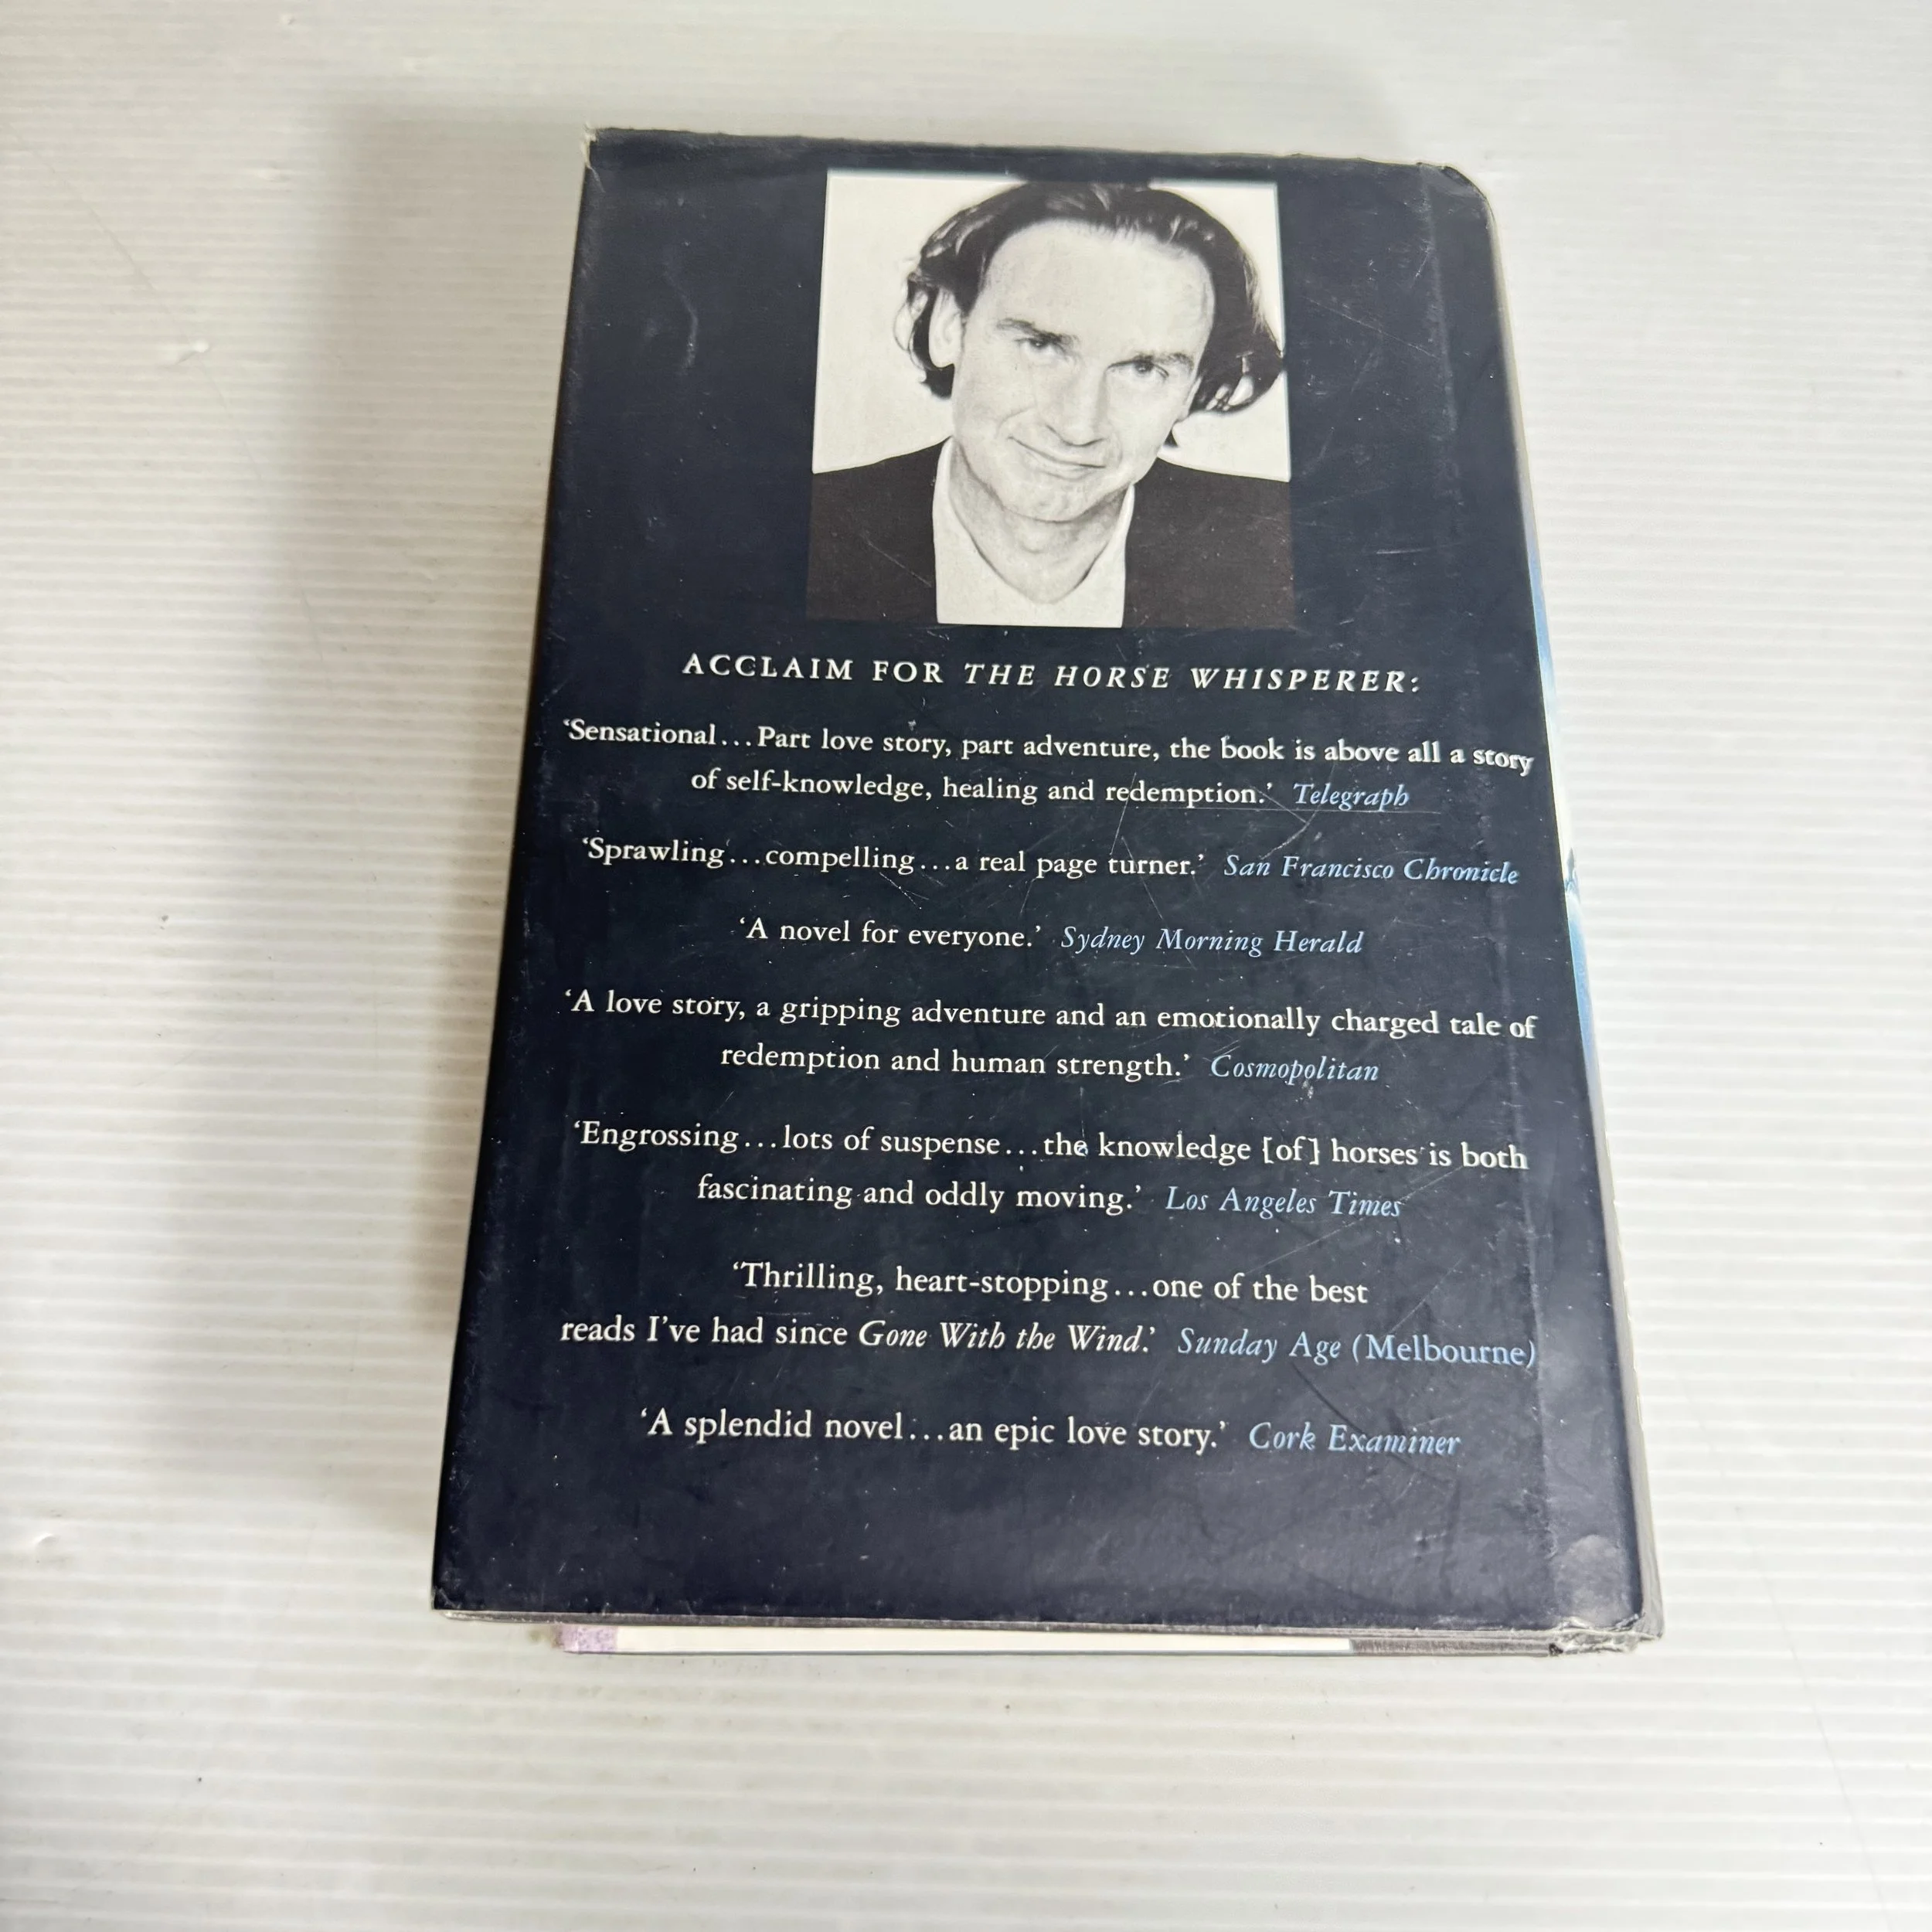 ACCLAIM FOR THE HORSE WHISPERER:
‘Sensational...Part love story, part adventure, the book is above all a story
of self-knowledge, healing and redemption.’ Telegraph
‘Sprawling...compelling...a real page turner.’ San Francisco Chronicle
‘A novel for everyone.’ Sydney Morning Herald
‘A love story, a gripping adventure and an emotionally charged tale of
redemption and human strength.’ Cosmopolitan
‘Engrossing...lots of suspense...the knowledge [of] horses is both
fascinating and oddly moving.’ Los Angeles Times
‘Thrilling, heart-stopping...one of the best
reads I’ve had since Gone With the Wind.’ Sunday Age (Melbourne)
‘A splendid novel...an epic love story.’ Cork Examiner